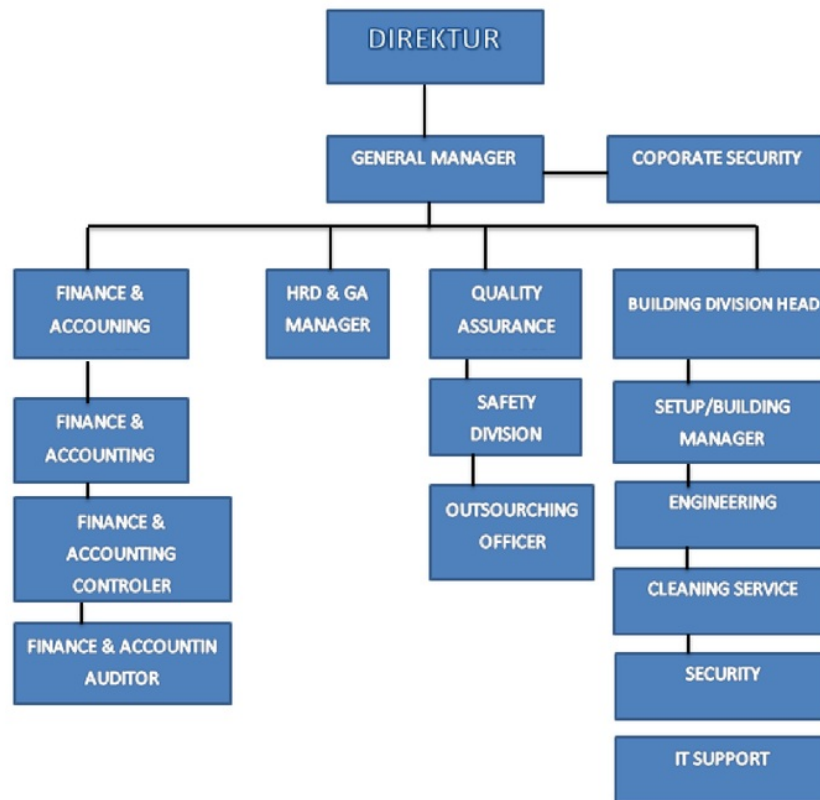 DIREKTUR
GENERAL MANAGER
COPORATE SECURITY
FINANCE &
ACCOUNING
HRD & GA
MANAGER
QUALITY
ASSURANCE
BUILDING DIVISION HEAD
FINANCE &
ACCOUNTING
SAFETY
DIVISION
SETUP/BUILDING
MANAGER
FINANCE &
ACCOUNTING
CONTROLER
OUTSOURCHING
OFFICER
ENGINEERING
CLEANING SERVICE
FINANCE & ACCOUNTIN
AUDITOR
SECURITY
IT SUPPORT